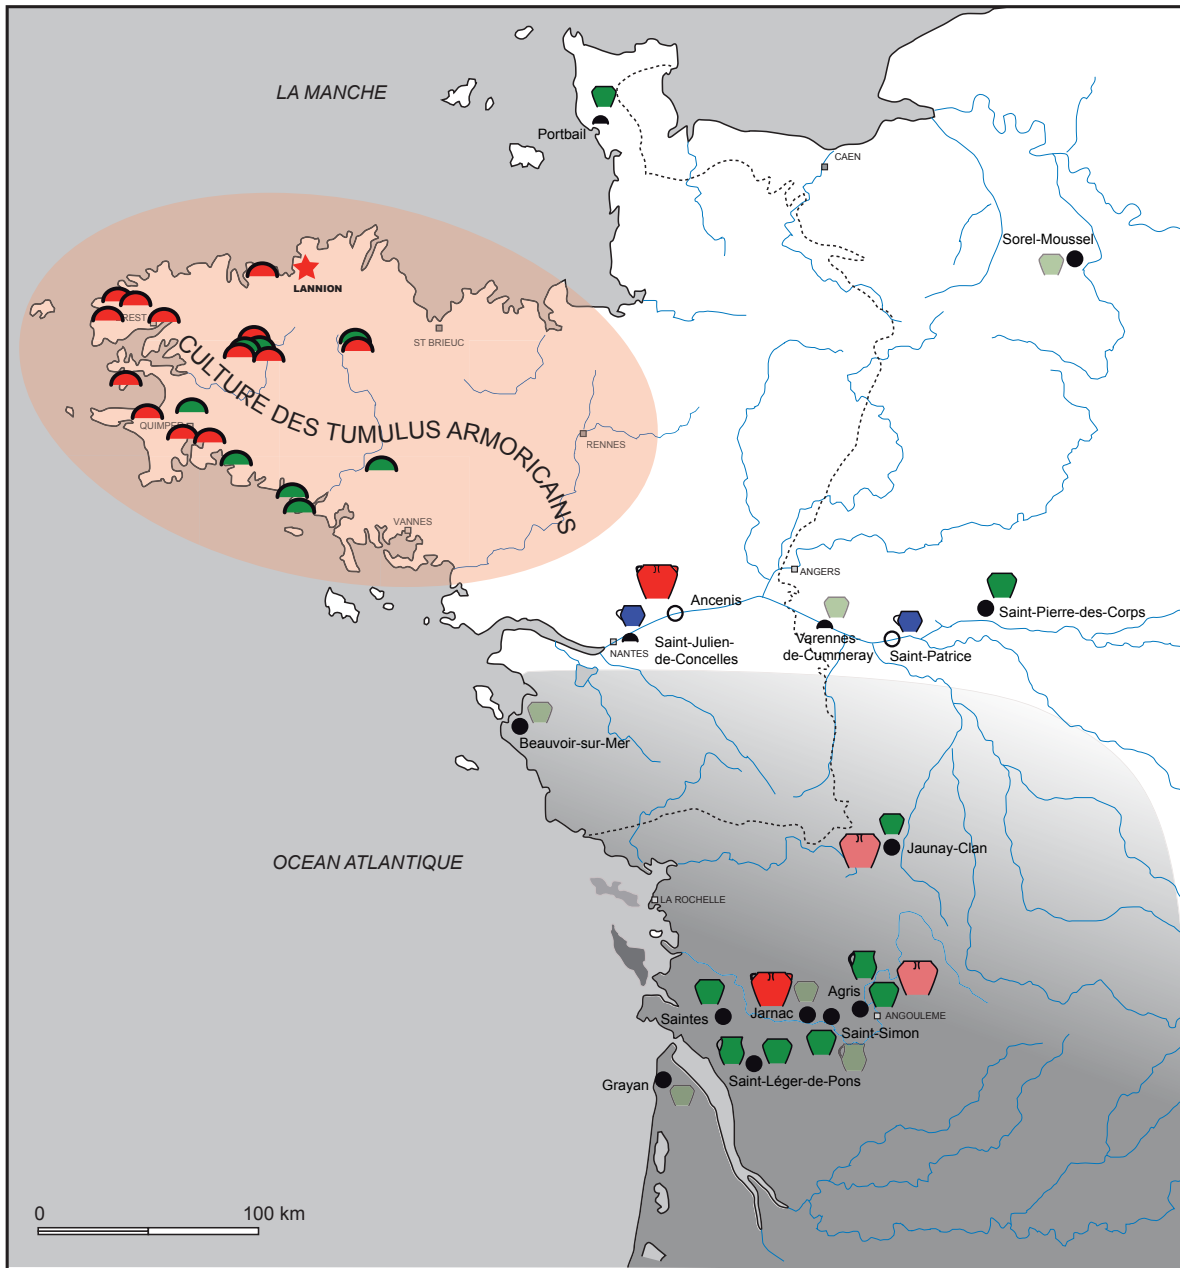 LA MANCHE
Portbail
CAEN
Sorel-Moussel
LANNION
REST
ST BRIEUC
CULTURE DES TUMULUS ARMORICAINS
QUIMPER
RENNES
VANNES
ANGERS
Ancenis
Saint-Pierre-des-Corps
NANTES
Saint-Julien-
de-Concelles
Varennes-
de-Cummeray
Saint-Patrice
Beauvoir-sur-Mer
Jaunay-Clan
OCEAN ATLANTIQUE
LA ROCHELLE
Agris
Saintes
Jarnac
ANGOULEME
Saint-Simon
Saint-Léger-de-Pons
Grayan
0
100 km